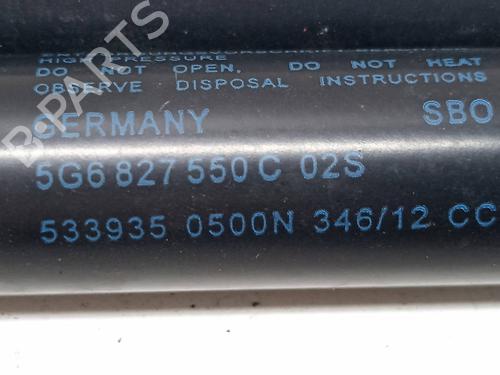 HIGH PRESSURE
DO NOT OPEN, DO NOT HEAT
OBSERVE DISPOSAL INSTRUCTIONS
GERMANY SBO
5G6 827 550 C 02S
533935 0500N 346/12 CC
B-PARTS